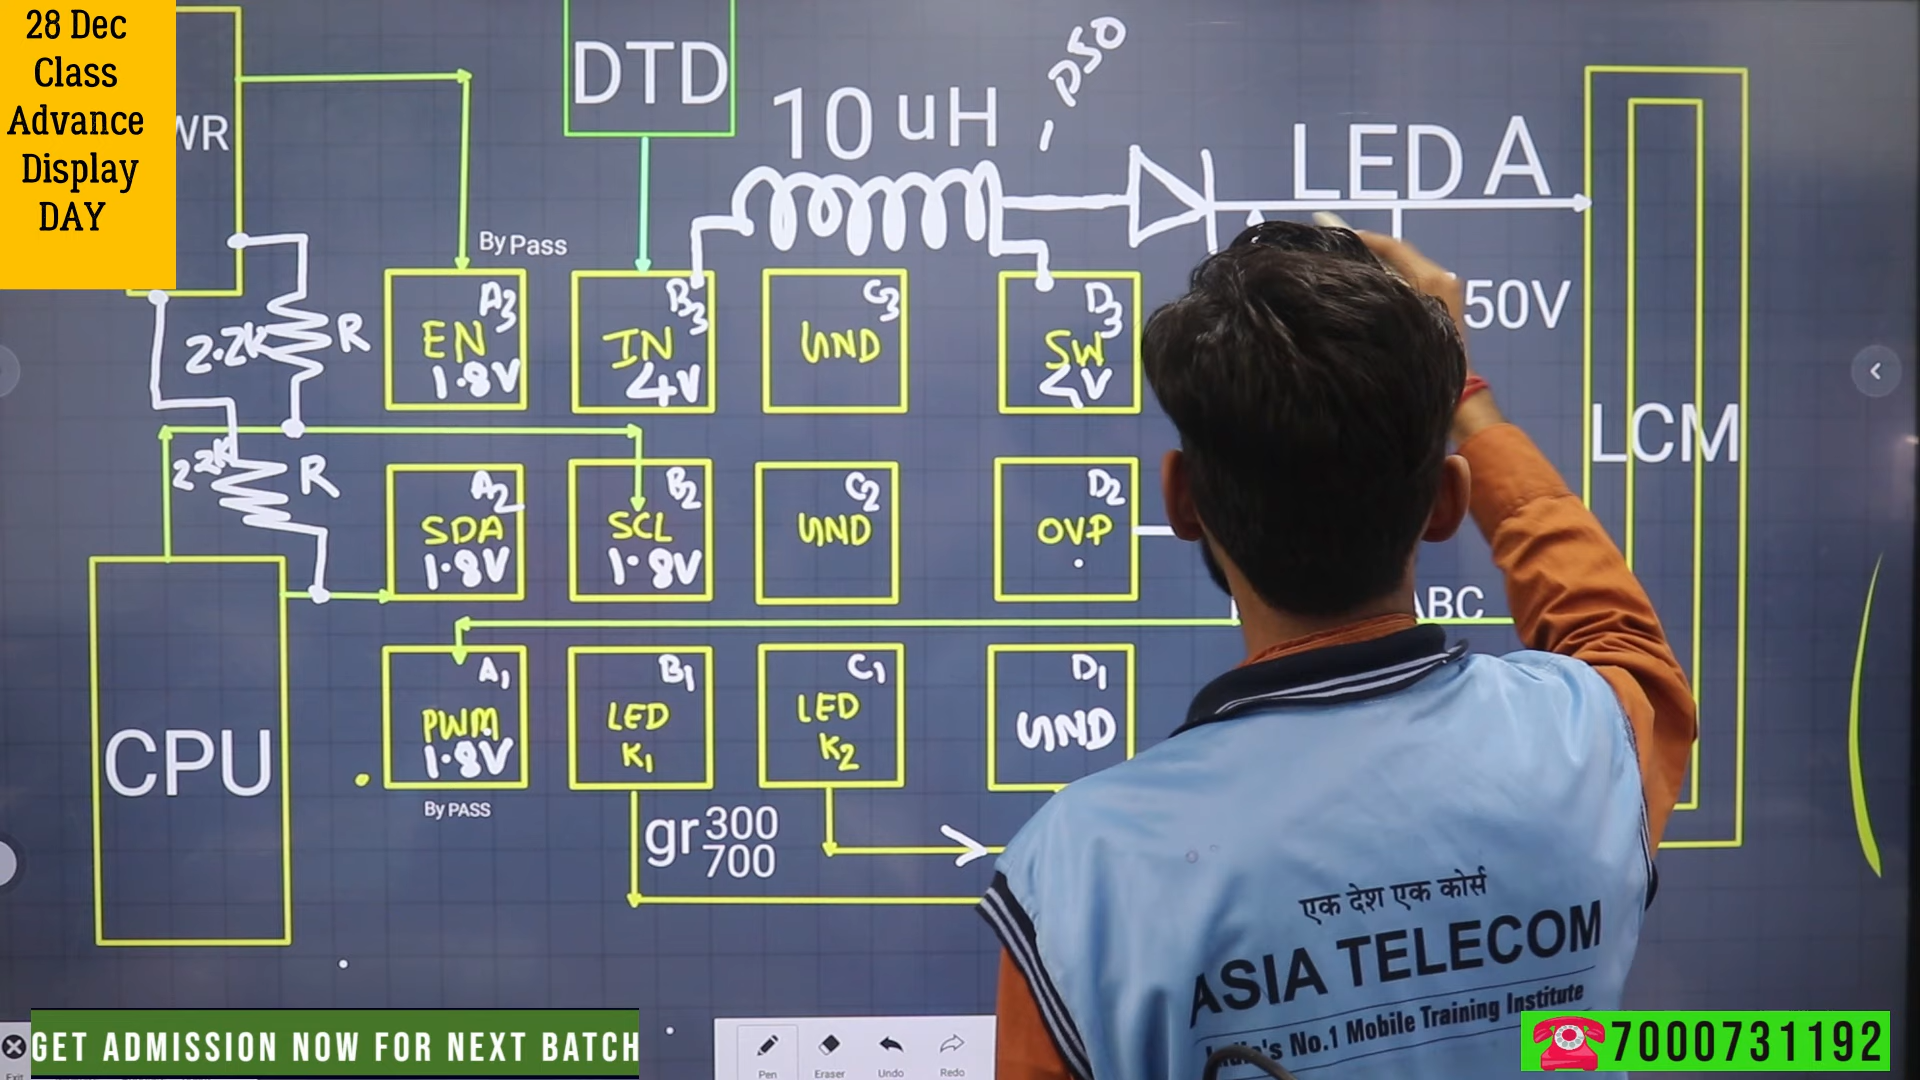 28 Dec
Class
Advance
Display
DAY
WR
DTD
10 uH
LED A
By Pass
2.2K R
A3
EN
1.8V
B3
IN
4V
C3
GND
D3
SW
50V
LCM
2.2K R
A2
SDA
1.8V
B2
SCL
1.8V
C2
GND
D2
OVP
ABC
CPU
A1
PWM
1.8V
By PASS
B1
LED
K1
C1
LED
K2
D1
GND
gr 300
700
एक देश एक कोर्स
ASIA TELECOM
India's No.1 Mobile Training Institute
GET ADMISSION NOW FOR NEXT BATCH
7000731192
Exit
Pen
Eraser
Undo
Redo